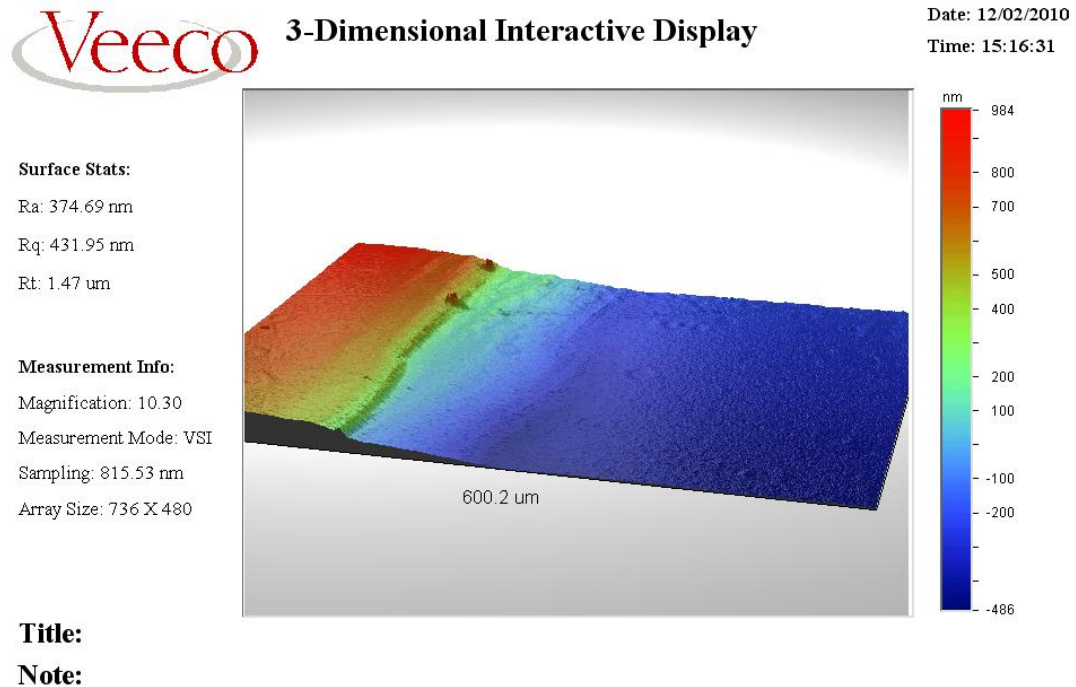 Veeco
3-Dimensional Interactive Display
Date: 12/02/2010
Time: 15:16:31
Surface Stats:
Ra: 374.69 nm
Rq: 431.95 nm
Rt: 1.47 um
Measurement Info:
Magnification: 10.30
Measurement Mode: VSI
Sampling: 815.53 nm
Array Size: 736 X 480
600.2 um
nm
984
800
700
500
400
200
100
-100
-200
-486
Title:
Note: